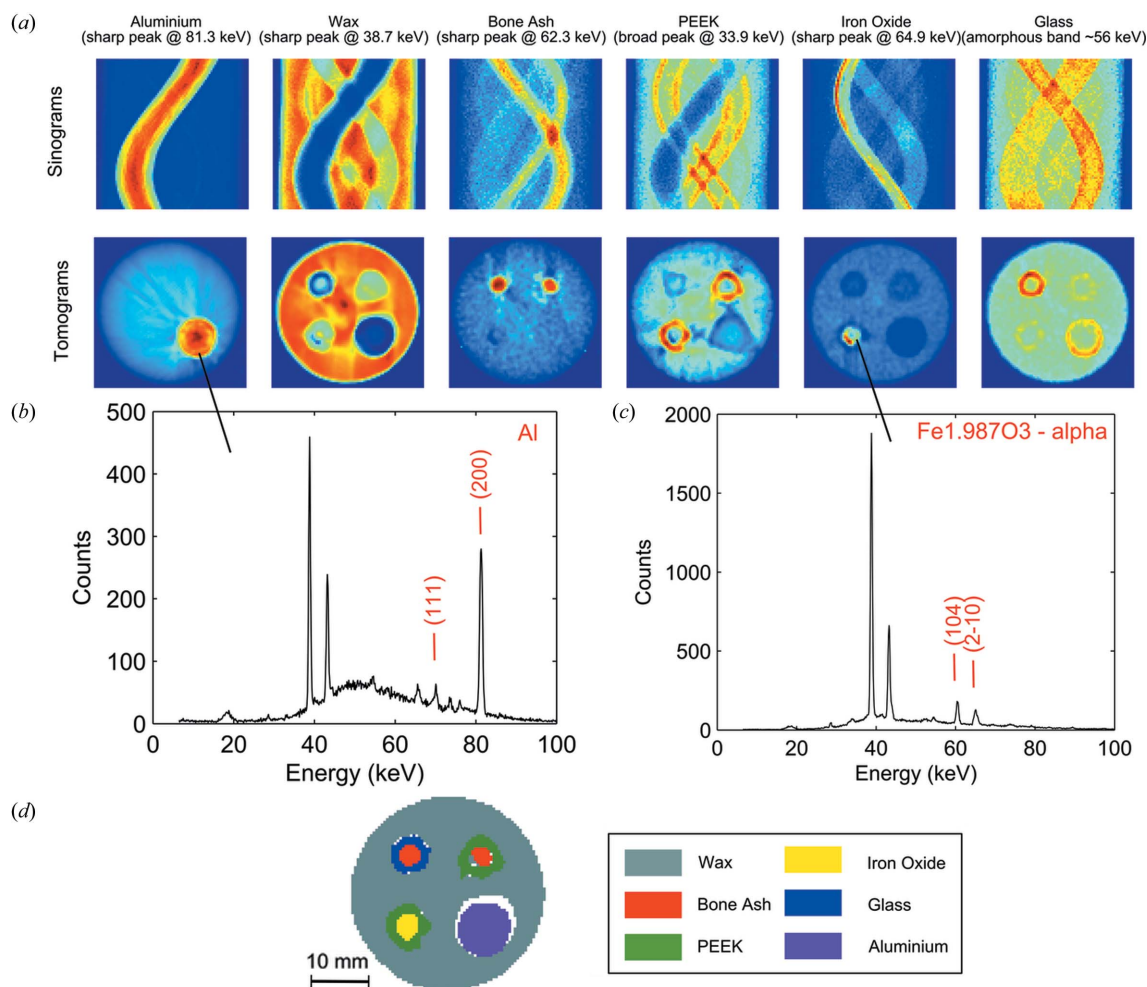 (a)
Aluminium Wax Bone Ash PEEK Iron Oxide Glass
(sharp peak @ 81.3 keV) (sharp peak @ 38.7 keV) (sharp peak @ 62.3 keV) (broad peak @ 33.9 keV) (sharp peak @ 64.9 keV) (amorphous band ~56 keV)
Sinograms
Tomograms
(b)
500
400
300
200
100
0
Counts
Al
(111)
(200)
0 20 40 60 80 100
Energy (keV)
(c)
2000
1500
1000
500
0
Counts
Fe1.987O3 - alpha
(104)
(2-10)
0 20 40 60 80 100
Energy (keV)
(d)
10 mm
Wax Iron Oxide
Bone Ash Glass
PEEK Aluminium